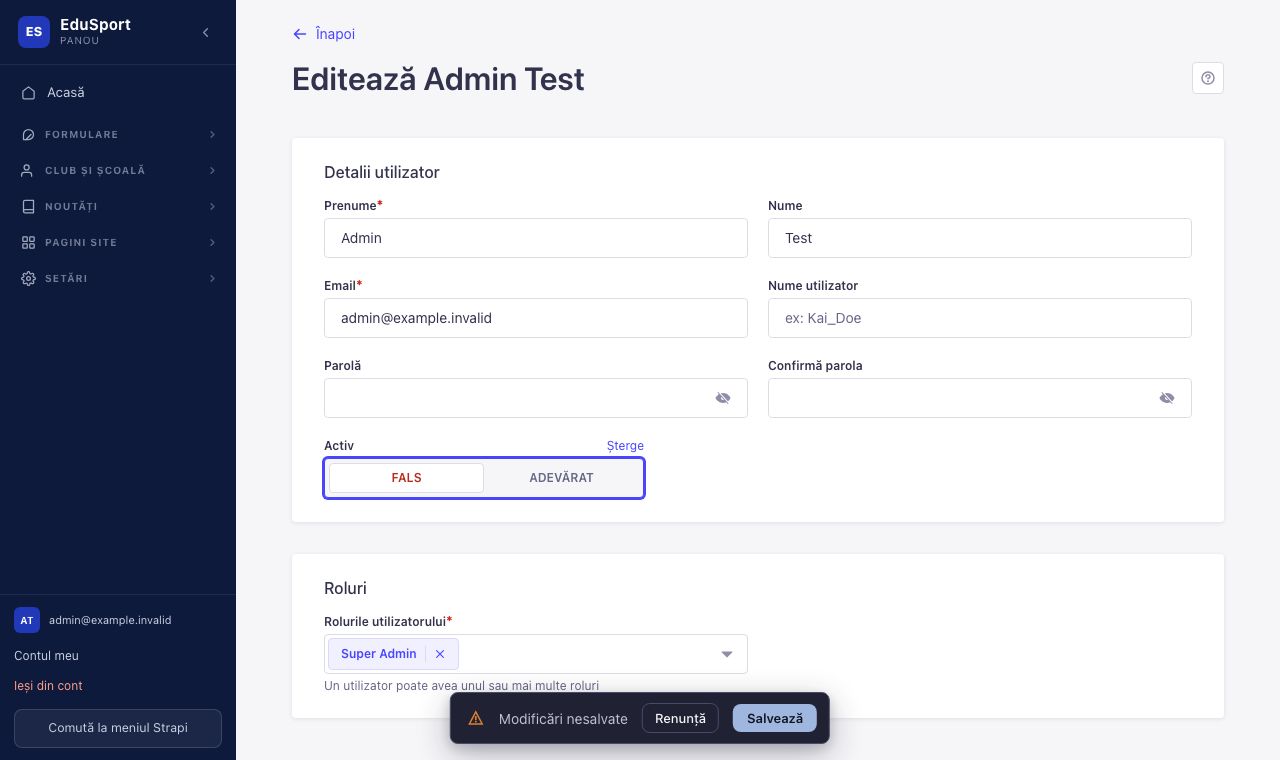 ES
EduSport
PANOU
Acasă
FORMULARE
CLUB ȘI ȘCOALĂ
NOUTĂȚI
PAGINI SITE
SETĂRI
AT
admin@example.invalid
Contul meu
Ieși din cont
Comută la meniul Strapi
Înapoi
Editează Admin Test
Detalii utilizator
Prenume*
Nume
Admin
Test
Email*
Nume utilizator
admin@example.invalid
ex: Kai_Doe
Parolă
Confirmă parola
Activ
Șterge
FALS
ADEVĂRAT
Roluri
Rolurile utilizatorului*
Super Admin
Un utilizator poate avea unul sau mai multe roluri
Modificări nesalvate
Renunță
Salvează